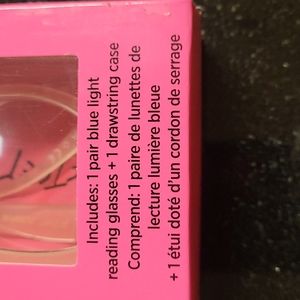 Includes: 1 pair blue light
reading glasses + 1 drawstring case
Comprend: 1 paire de lunettes de
lecture lumière bleue
+ 1 étui doté d'un cordon de serrage